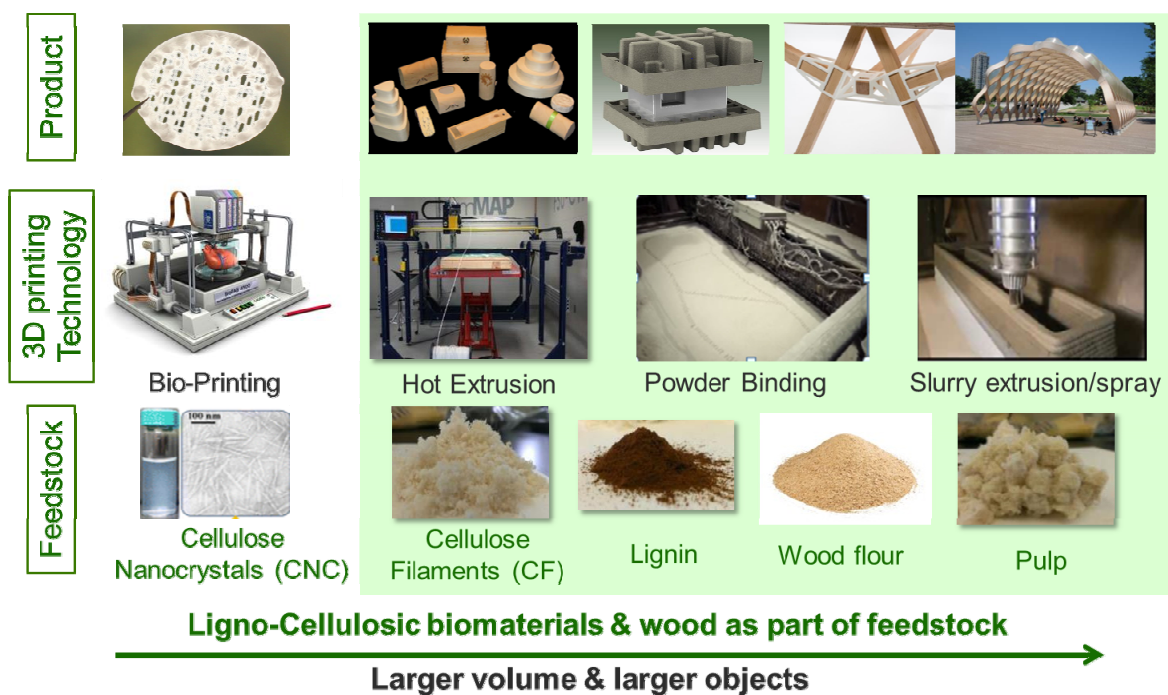 Product
3D printing
Technology
MAP
Bio-Printing
Hot Extrusion
Powder Binding
Slurry extrusion/spray
Feedstock
100 nm
Cellulose
Nanocrystals (CNC)
Cellulose
Filaments (CF)
Lignin
Wood flour
Pulp
Ligno-Cellulosic biomaterials & wood as part of feedstock
Larger volume & larger objects